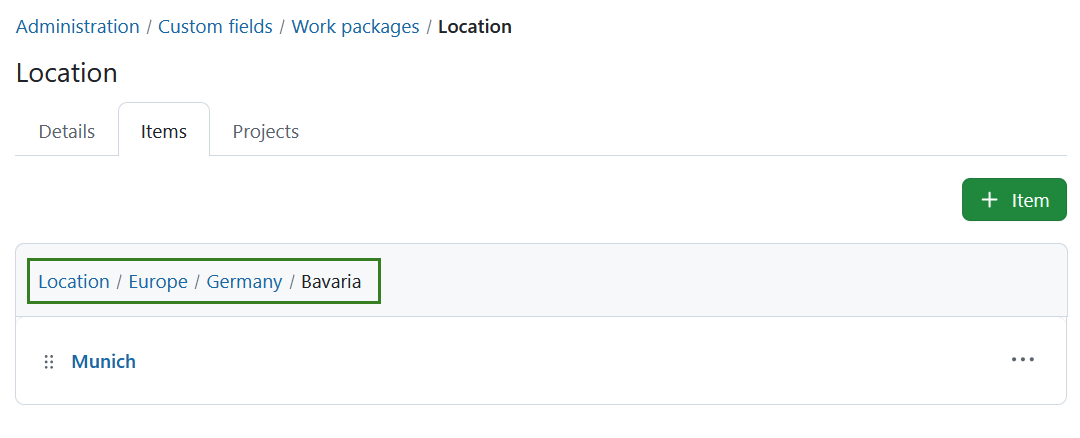 Administration / Custom fields / Work packages / Location
Location
Details Items Projects
+ Item
Location / Europe / Germany / Bavaria
Munich